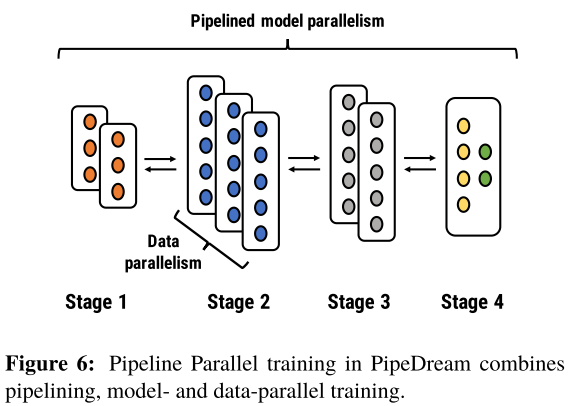 Pipelined model parallelism
Data
parallelism
Stage 1
Stage 2
Stage 3
Stage 4
Figure 6: Pipeline Parallel training in PipeDream combines
pipelining, model- and data-parallel training.